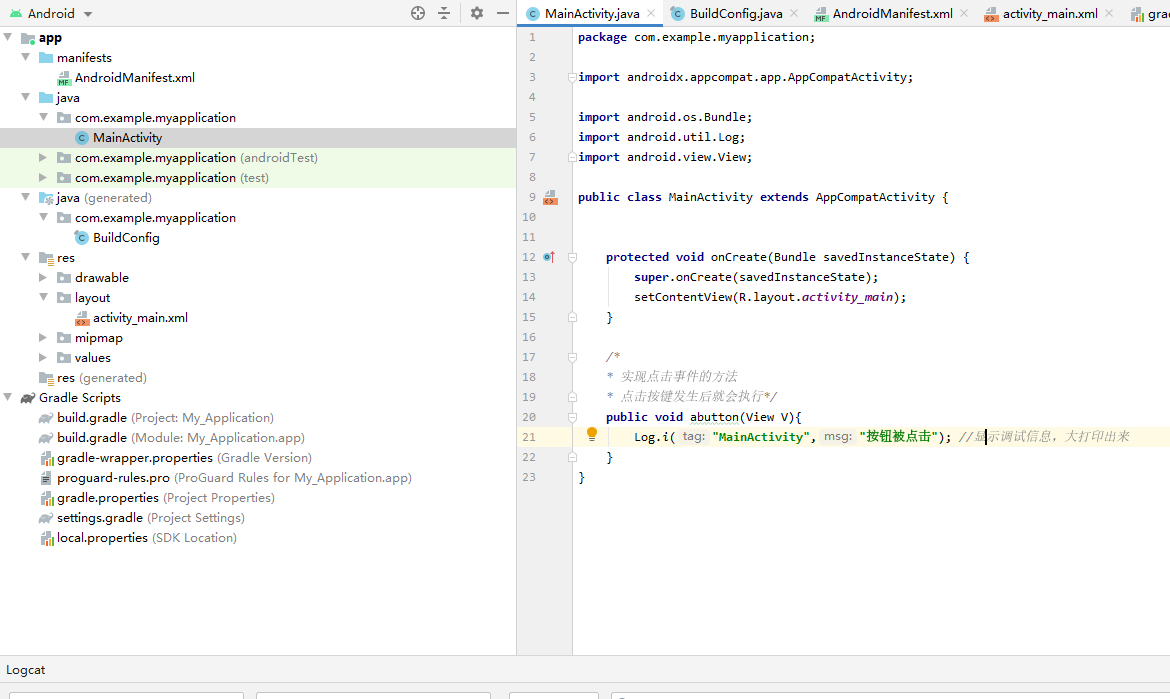 Android
app
manifests
AndroidManifest.xml
java
com.example.myapplication
MainActivity
com.example.myapplication (androidTest)
com.example.myapplication (test)
java (generated)
com.example.myapplication
BuildConfig
res
drawable
layout
activity_main.xml
mipmap
values
res (generated)
Gradle Scripts
build.gradle (Project: My_Application)
build.gradle (Module: My_Application.app)
gradle-wrapper.properties (Gradle Version)
proguard-rules.pro (ProGuard Rules for My_Application.app)
gradle.properties (Project Properties)
settings.gradle (Project Settings)
local.properties (SDK Location)
MainActivity.java BuildConfig.java AndroidManifest.xml activity_main.xml
1 package com.example.myapplication;
2
3 import androidx.appcompat.app.AppCompatActivity;
4
5 import android.os.Bundle;
6 import android.util.Log;
7 import android.view.View;
8
9 public class MainActivity extends AppCompatActivity {
10
11
12 protected void onCreate(Bundle savedInstanceState) {
13 super.onCreate(savedInstanceState);
14 setContentView(R.layout.activity_main);
15 }
16
17 /*
18 * 实现点击事件的方法
19 * 点击按键发生后就会执行*/
20 public void abutton(View V){
21 Log.i( tag: "MainActivity", msg: "按钮被点击"); //显示调试信息，大打印出来
22 }
23 }
Logcat